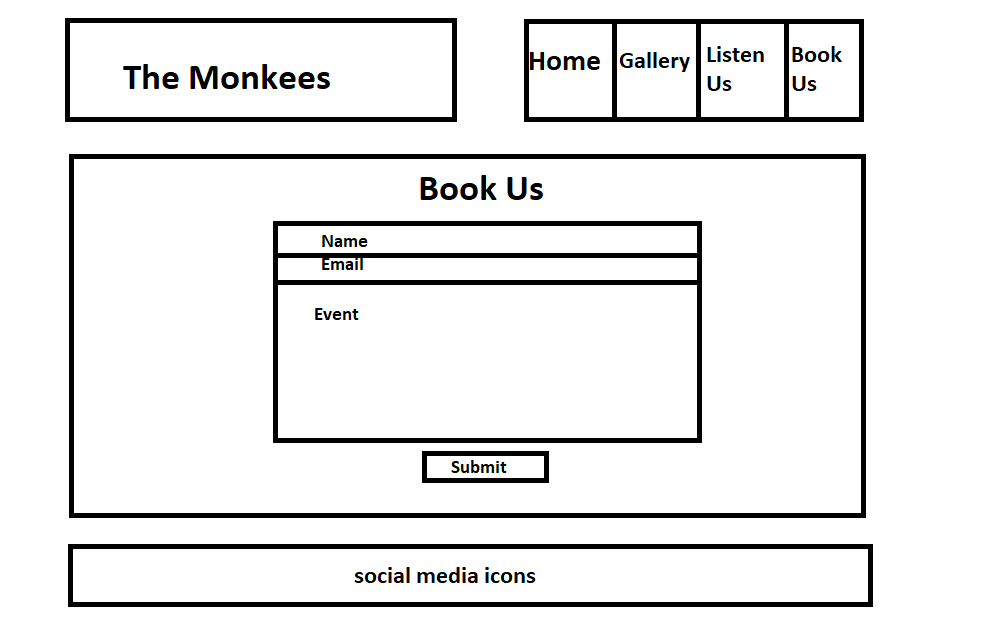 The Monkees
Home
Gallery
Listen
Us
Book
Us
Book Us
Name
Email
Event
Submit
social media icons